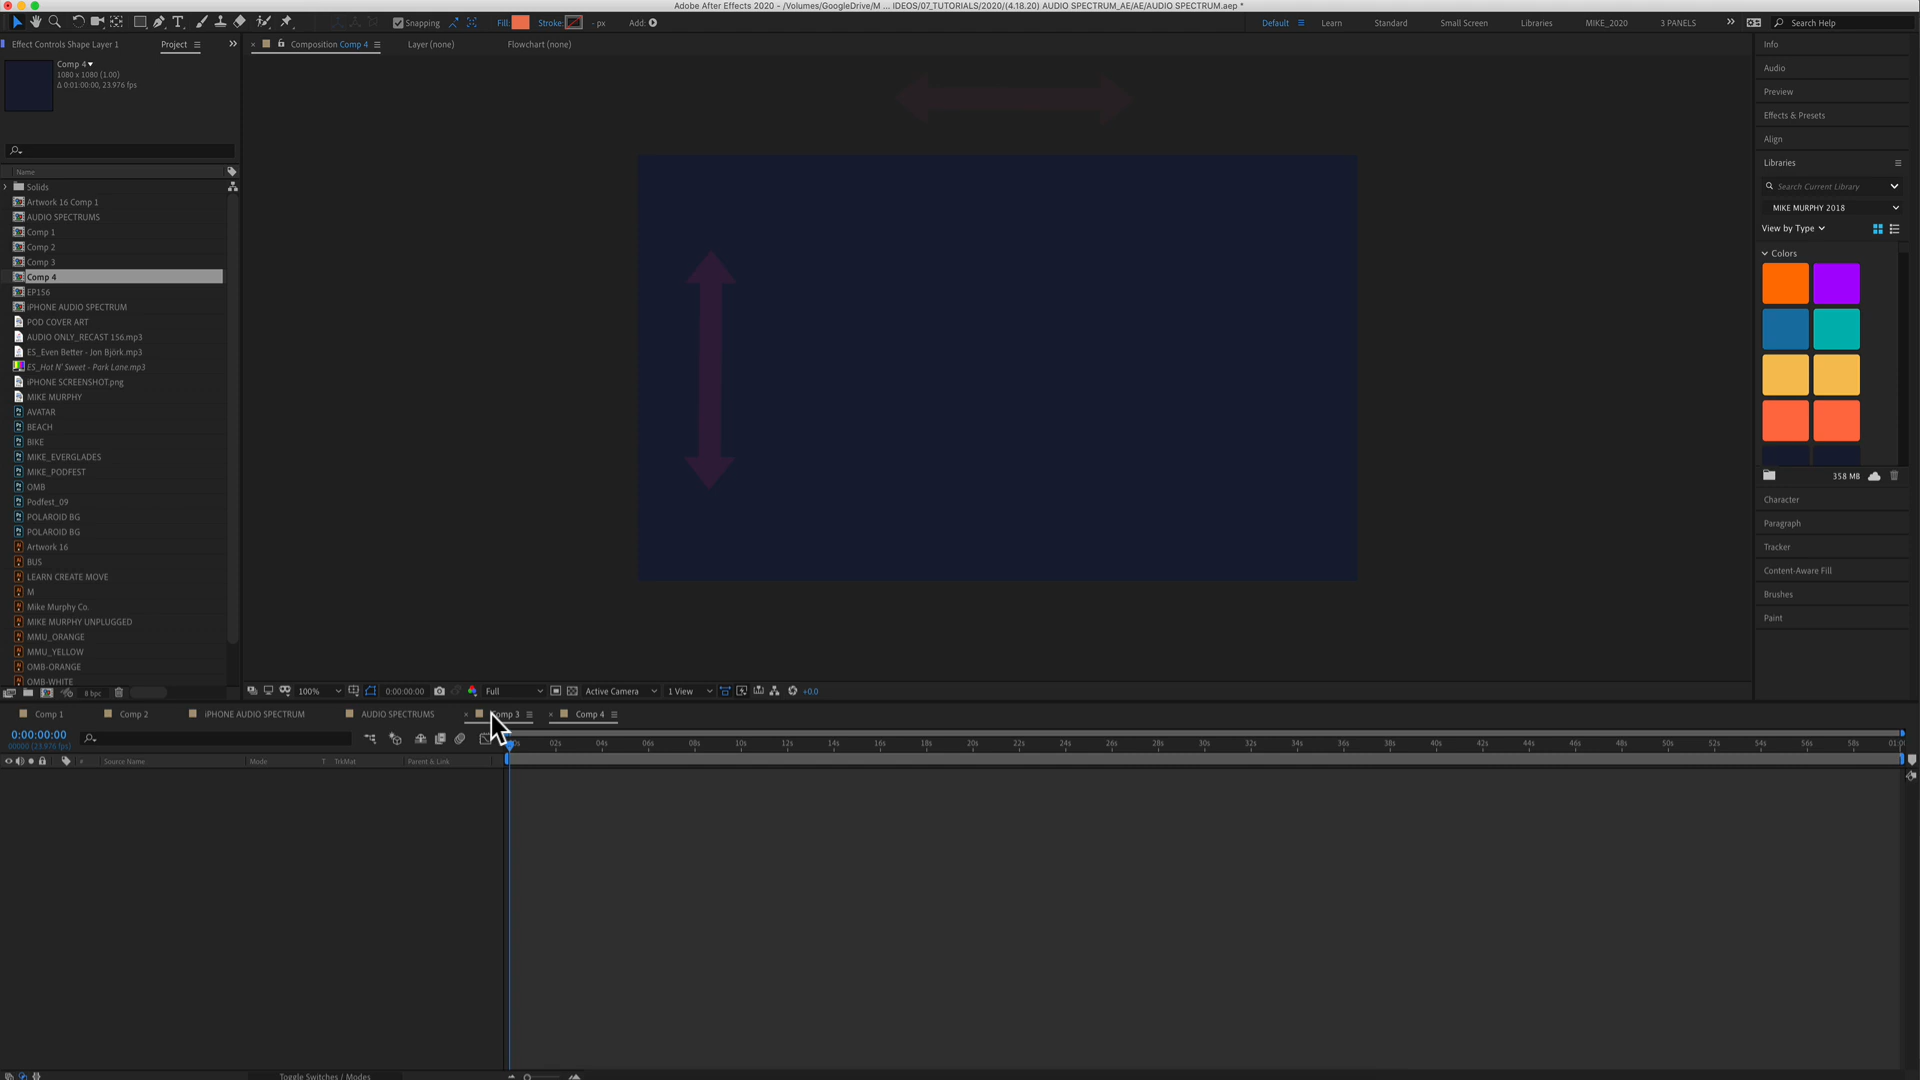 Adobe After Effects 2020 - /Volumes/GoogleDrive/M ... IDEOS/07_TUTORIALS/2020/(4.18.20) AUDIO SPECTRUM_AE/AE/AUDIO SPECTRUM.aep *
Snapping Fill: Stroke: - px Add: Default Learn Standard Small Screen Libraries MIKE_2020 3 PANELS Search Help
Effect Controls Shape Layer 1 Project Composition Comp 4 Layer (none) Flowchart (none)
Comp 4
1080 x 1080 (1.00)
Δ 0:01:00:00, 23.976 fps
Name
Solids
Artwork 16 Comp 1
AUDIO SPECTRUMS
Comp 1
Comp 2
Comp 3
Comp 4
EP156
iPHONE AUDIO SPECTRUM
POD COVER ART
AUDIO ONLY_RECAST 156.mp3
ES_Even Better - Jon Björk.mp3
ES_Hot N' Sweet - Park Lane.mp3
iPHONE SCREENSHOT.png
MIKE MURPHY
AVATAR
BEACH
BIKE
MIKE_EVERGLADES
MIKE_PODFEST
OMB
Podfest_09
POLAROID BG
POLAROID BG
Artwork 16
BUS
LEARN CREATE MOVE
M
Mike Murphy Co.
MIKE MURPHY UNPLUGGED
MMU_ORANGE
MMU_YELLOW
OMB-ORANGE
OMB-WHITE
8 bpc
Info
Audio
Preview
Effects & Presets
Align
Libraries
Search Current Library
MIKE MURPHY 2018
View by Type
Colors
358 MB
Character
Paragraph
Tracker
Content-Aware Fill
Brushes
Paint
100% 0:00:00:00 Full Active Camera 1 View +0.0
Comp 1 Comp 2 iPHONE AUDIO SPECTRUM AUDIO SPECTRUMS Comp 3 Comp 4
0:00:00:00
00000 (23.976 fps)
02s 04s 06s 08s 10s 12s 14s 16s 18s 20s 22s 24s 26s 28s 30s 32s 34s 36s 38s 40s 42s 44s 46s 48s 50s 52s 54s 56s 58s
# Source Name Mode T TrkMat Parent & Link
Toggle Switches / Modes